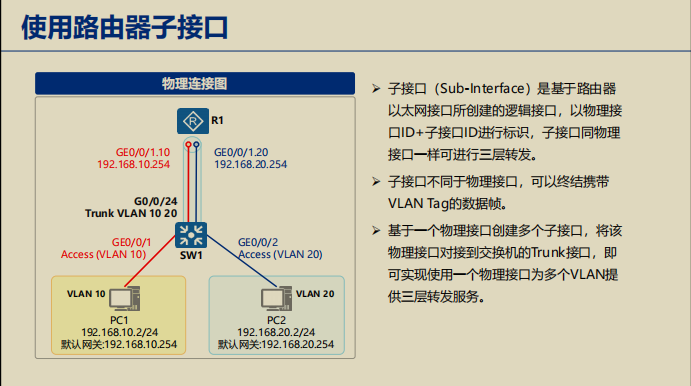 使用路由器子接口
物理连接图
R1
GE0/0/1.10
192.168.10.254
GE0/0/1.20
192.168.20.254
G0/0/24
Trunk VLAN 10 20
SW1
GE0/0/1
Access (VLAN 10)
GE0/0/2
Access (VLAN 20)
VLAN 10
PC1
192.168.10.2/24
默认网关:192.168.10.254
VLAN 20
PC2
192.168.20.2/24
默认网关:192.168.20.254
➢ 子接口（Sub-Interface）是基于路由器
以太网接口所创建的逻辑接口，以物理接
口ID+子接口ID进行标识，子接口同物理
接口一样可进行三层转发。
➢ 子接口不同于物理接口，可以终结携带
VLAN Tag的数据帧。
➢ 基于一个物理接口创建多个子接口，将该
物理接口对接到交换机的Trunk接口，即
可实现使用一个物理接口为多个VLAN提
供三层转发服务。